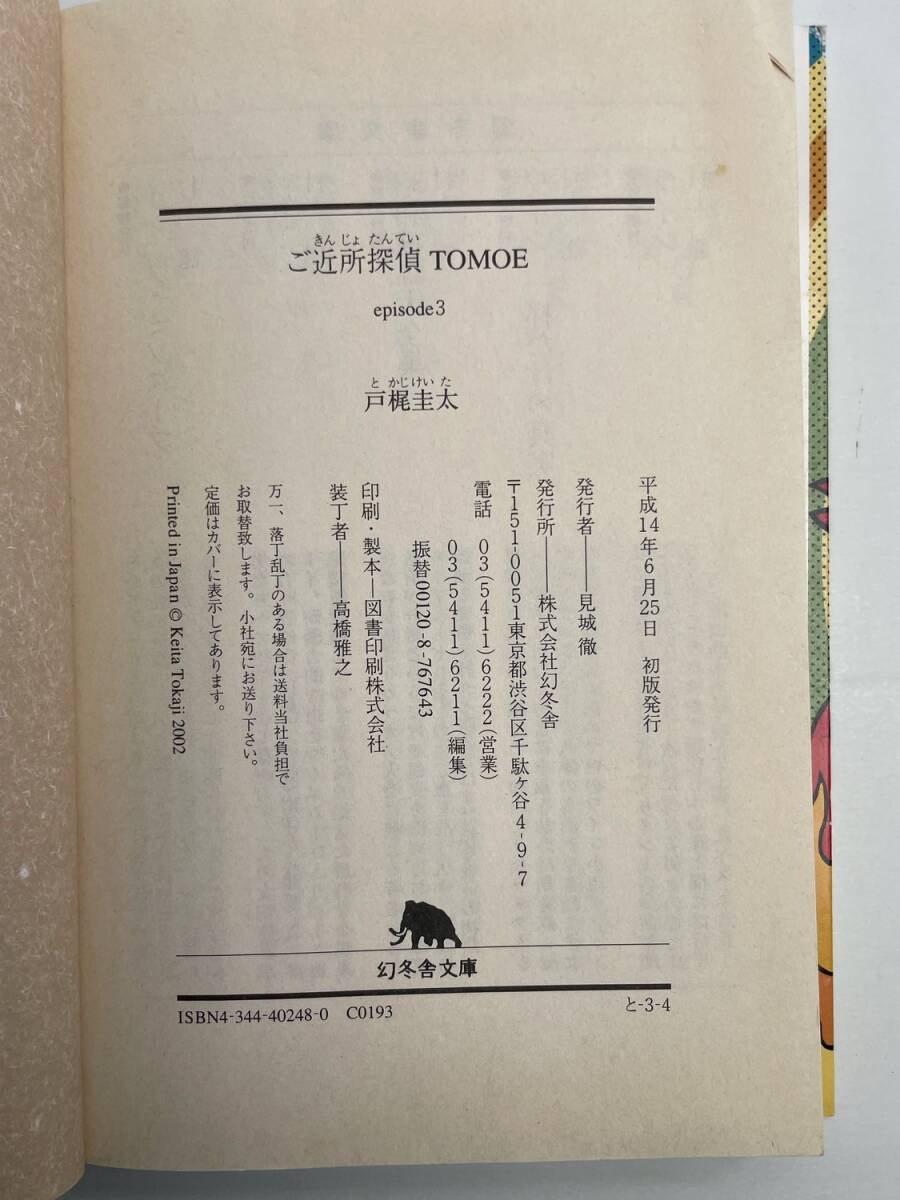 きんじょたんてい
ご近所探偵TOMOE
episode3
とかじけいた
戸梶圭太
平成14年6月25日 初版発行
発行者――見城 徹
発行所――株式会社幻冬舎
〒151-0051東京都渋谷区千駄ヶ谷4-9-7
電話 03(5411)6222(営業)
03(5411)6211(編集)
振替00120-8-767643
印刷・製本―図書印刷株式会社
装丁者――高橋雅之
万一、落丁乱丁のある場合は送料当社負担で
お取替致します。小社宛にお送り下さい。
定価はカバーに表示してあります。
Printed in Japan © Keita Tokaji 2002
幻冬舎文庫
ISBN4-344-40248-0 C0193
と-3-4